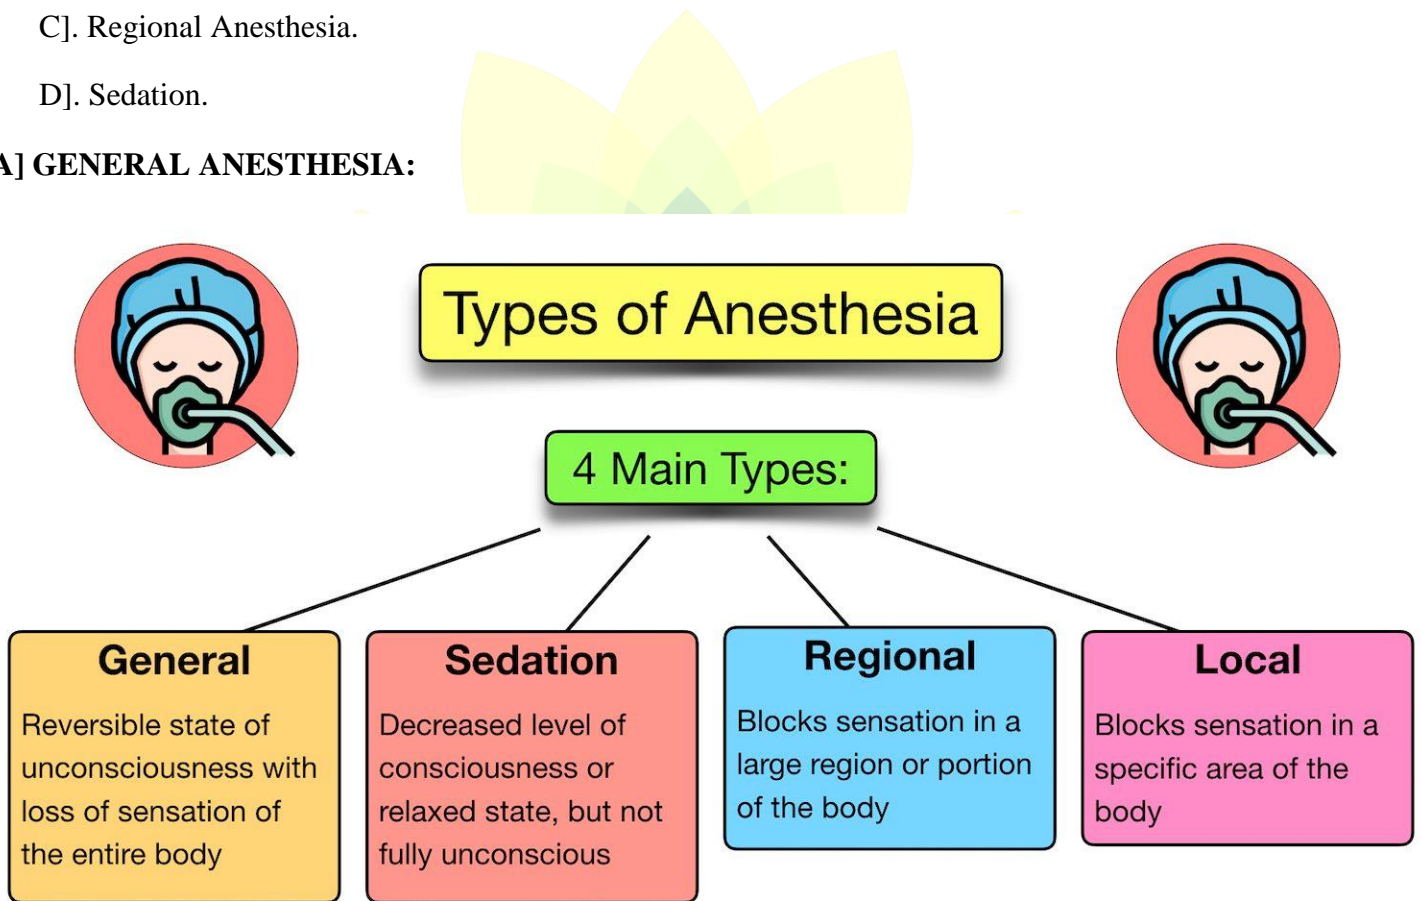 C]. Regional Anesthesia.
D]. Sedation.
A] GENERAL ANESTHESIA:
Types of Anesthesia
4 Main Types:
General
Reversible state of
unconsciousness with
loss of sensation of
the entire body
Sedation
Decreased level of
consciousness or
relaxed state, but not
fully unconscious
Regional
Blocks sensation in a
large region or portion
of the body
Local
Blocks sensation in a
specific area of the
body